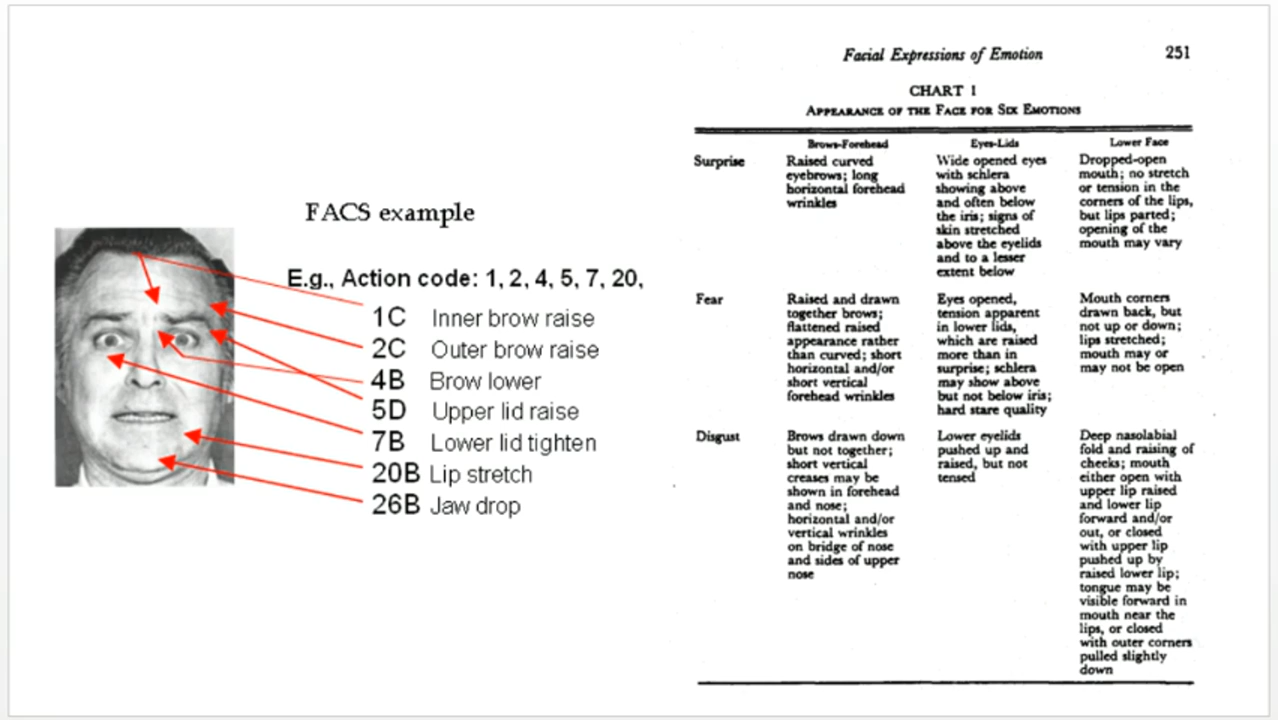 FACS example
E.g., Action code: 1, 2, 4, 5, 7, 20,
1C Inner brow raise
2C Outer brow raise
4B Brow lower
5D Upper lid raise
7B Lower lid tighten
20B Lip stretch
26B Jaw drop
Facial Expressions of Emotion 251
CHART 1
APPEARANCE OF THE FACE FOR SIX EMOTIONS
Brows-Forehead Eyes-Lids Lower Face
Surprise
Raised curved
eyebrows; long
horizontal forehead
wrinkles
Wide opened eyes
with schlera
showing above
and often below
the iris; signs of
skin stretched
above the eyelids
and to a lesser
extent below
Dropped-open
mouth; no stretch
or tension in the
corners of the lips,
but lips parted;
opening of the
mouth may vary
Fear
Raised and drawn
together brows;
flattened raised
appearance rather
than curved; short
horizontal and/or
short vertical
forehead wrinkles
Eyes opened,
tension apparent
in lower lids,
which are raised
more than in
surprise; schlera
may show above
but not below iris;
hard stare quality
Mouth corners
drawn back, but
not up or down;
lips stretched;
mouth may or
may not be open
Disgust
Brows drawn down
but not together;
short vertical
creases may be
shown in forehead
and nose;
horizontal and/or
vertical wrinkles
on bridge of nose
and sides of upper
nose
Lower eyelids
pushed up and
raised, but not
tensed
Deep nasolabial
fold and raising of
cheeks; mouth
either open with
upper lip raised
and lower lip
forward and/or
out, or closed
with upper lip
pushed up by
raised lower lip;
tongue may be
visible forward in
mouth near the
lips, or closed
with outer corners
pulled slightly
down